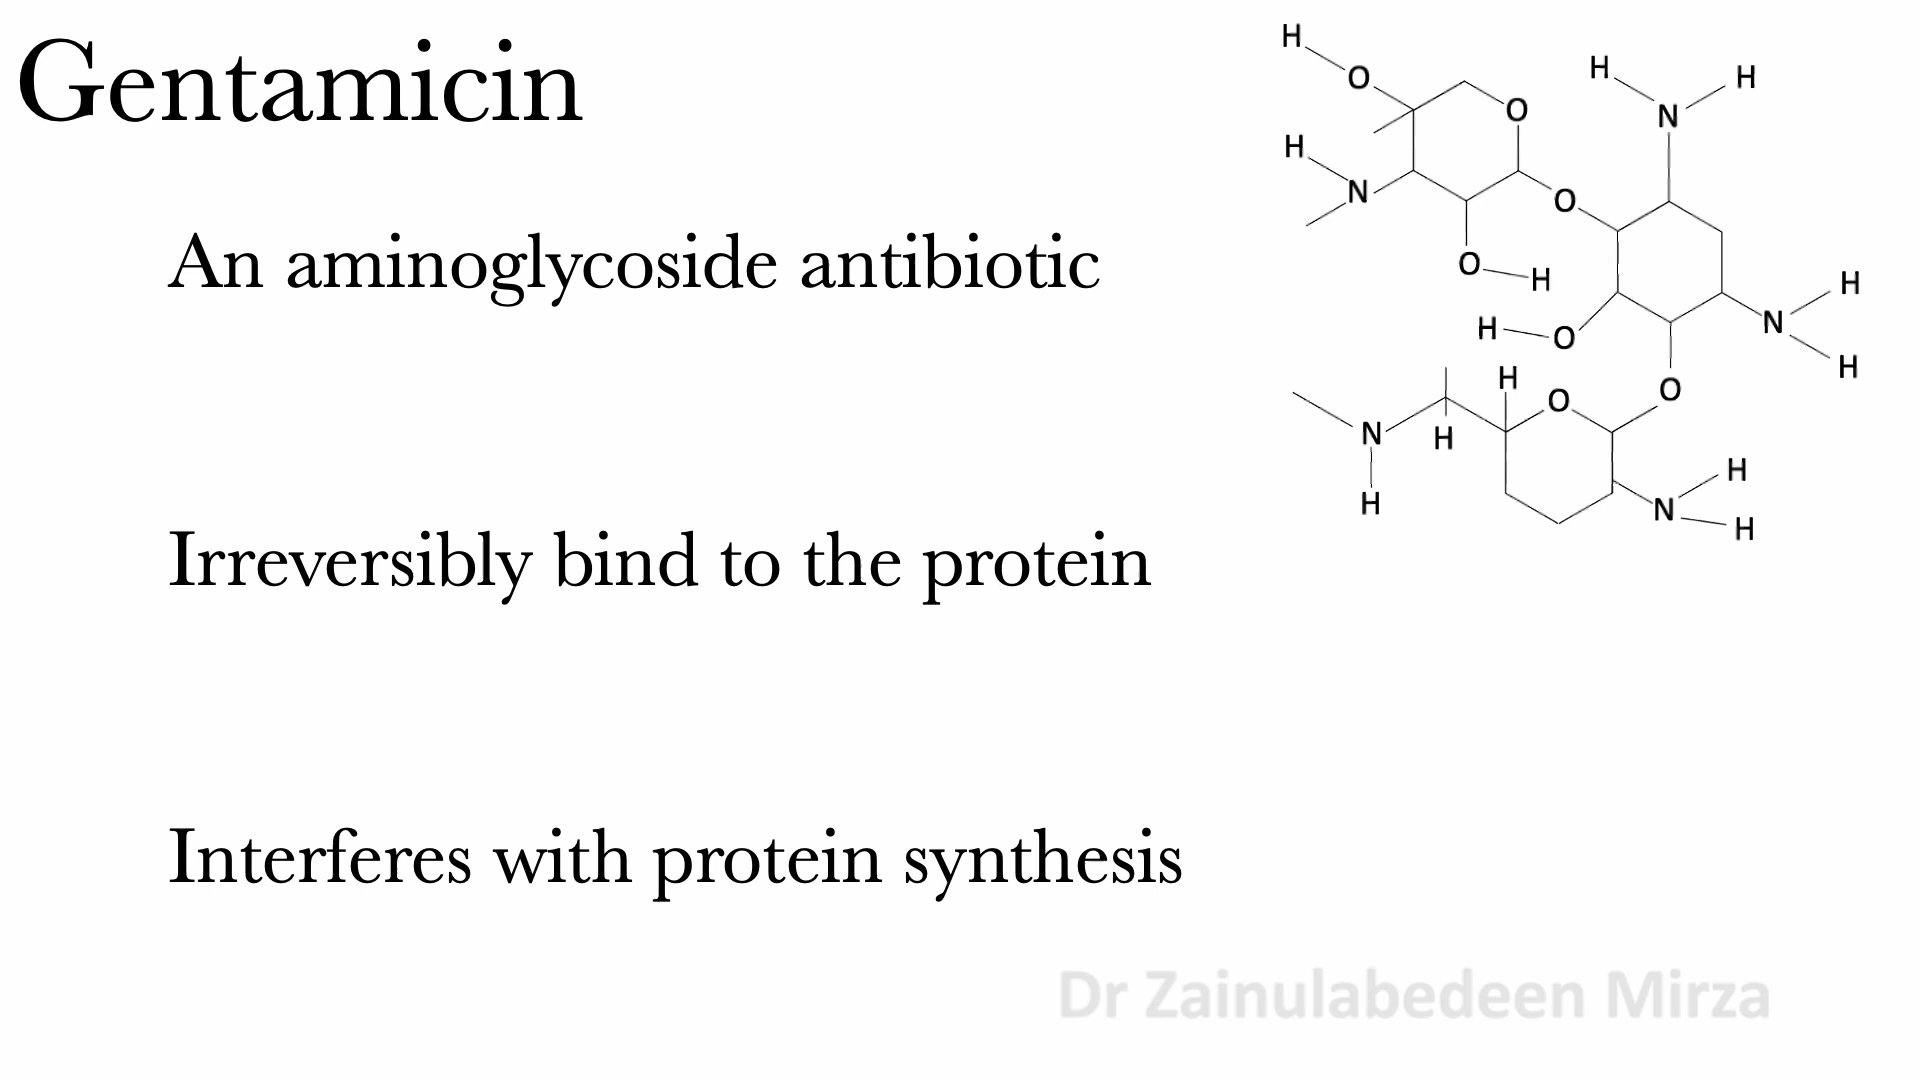 Gentamicin
An aminoglycoside antibiotic
Irreversibly bind to the protein
Interferes with protein synthesis
H
O
H
H
O
N
H
H
N
O
O
H
H
H
O
N
H
H
H
O
O
N
H
H
N
H
H
Dr Zainulabedeen Mirza